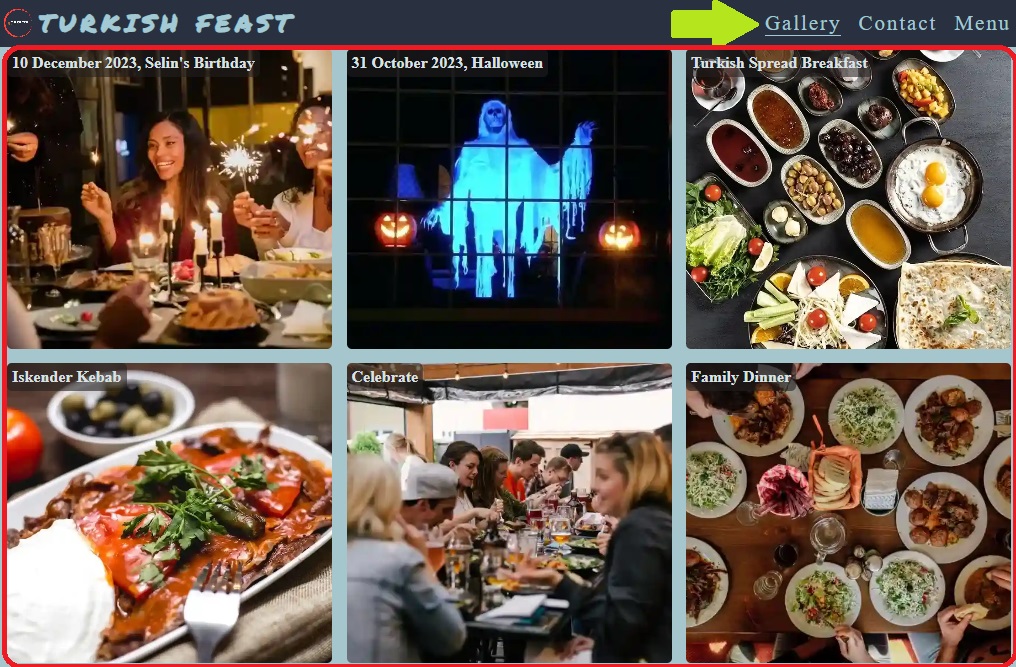 TURKISH FEAST
Gallery Contact Menu
10 December 2023, Selin's Birthday
31 October 2023, Halloween
Turkish Spread Breakfast
Iskender Kebab
Celebrate
Family Dinner